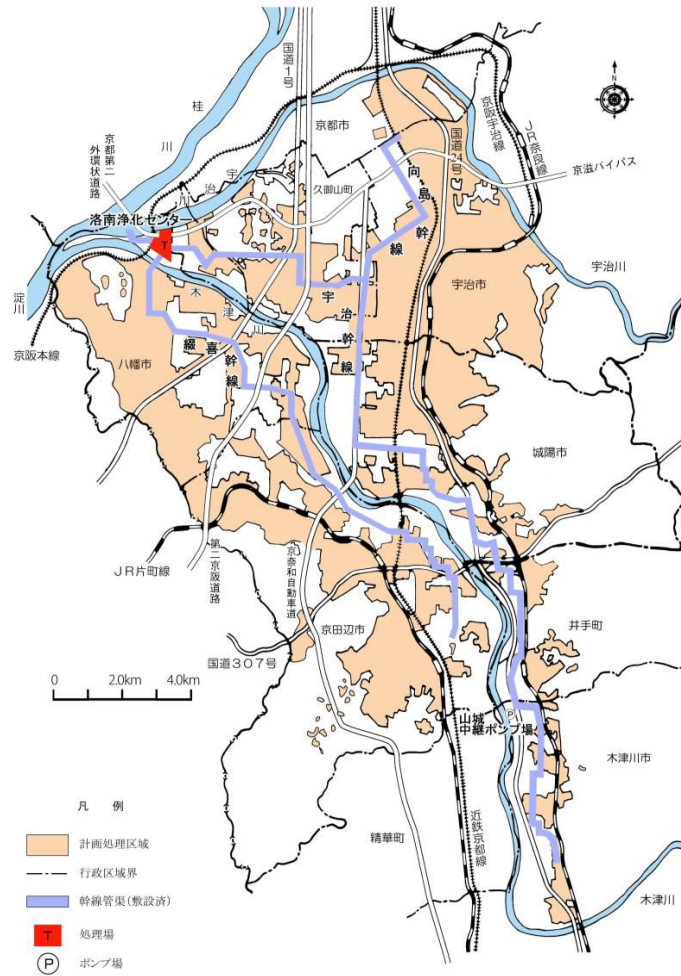 国道1号
桂川
京都市
国道24号
京阪宇治線
JR奈良線
京滋バイパス
京都第二
外環状道路
宇治川
久御山町
向島幹線
洛南浄化センター
T
宇治市
宇治川
木津川
宇治幹線
淀川
京阪本線
八幡市
綴喜幹線
城陽市
JR片町線
第二京阪道路
京奈和自動車道
京田辺市
井手町
国道307号
0 2.0km 4.0km
山城
中継ポンプ場
P
木津川市
近鉄京都線
精華町
木津川
N
凡 例
計画処理区域
行政区域界
幹線管渠(敷設済)
T 処理場
P ポンプ場